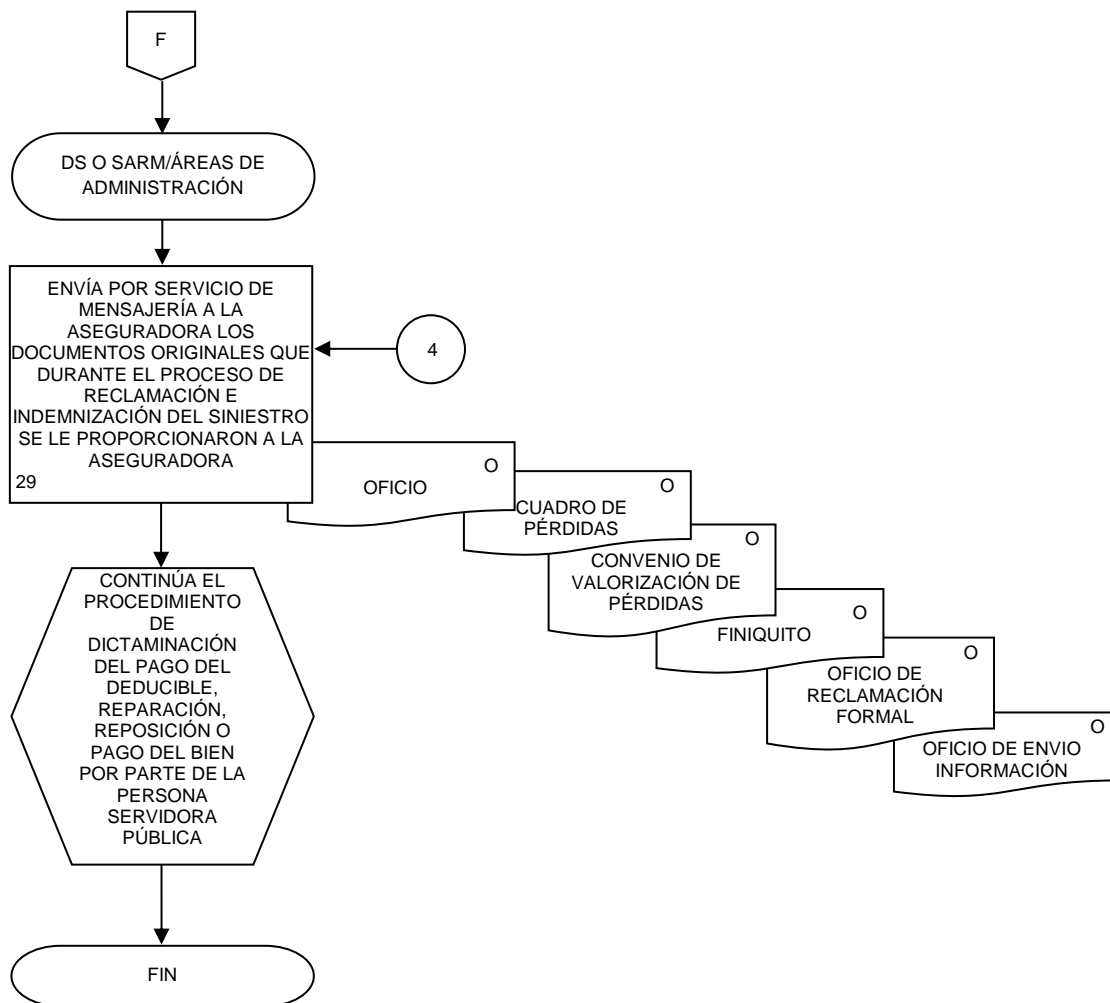 F
DS O SARM/ÁREAS DE
ADMINISTRACIÓN
ENVÍA POR SERVICIO DE
MENSAJERÍA A LA
ASEGURADORA LOS
DOCUMENTOS ORIGINALES QUE
DURANTE EL PROCESO DE
RECLAMACIÓN E
INDEMNIZACIÓN DEL SINIESTRO
SE LE PROPORCIONARON A LA
ASEGURADORA
29
4
O
OFICIO
O
CUADRO DE
PÉRDIDAS
O
CONVENIO DE
VALORIZACIÓN DE
PÉRDIDAS
O
FINIQUITO
O
OFICIO DE
RECLAMACIÓN
FORMAL
O
OFICIO DE ENVIO
INFORMACIÓN
CONTINÚA EL
PROCEDIMIENTO
DE
DICTAMINACIÓN
DEL PAGO DEL
DEDUCIBLE,
REPARACIÓN,
REPOSICIÓN O
PAGO DEL BIEN
POR PARTE DE LA
PERSONA
SERVIDORA
PÚBLICA
FIN